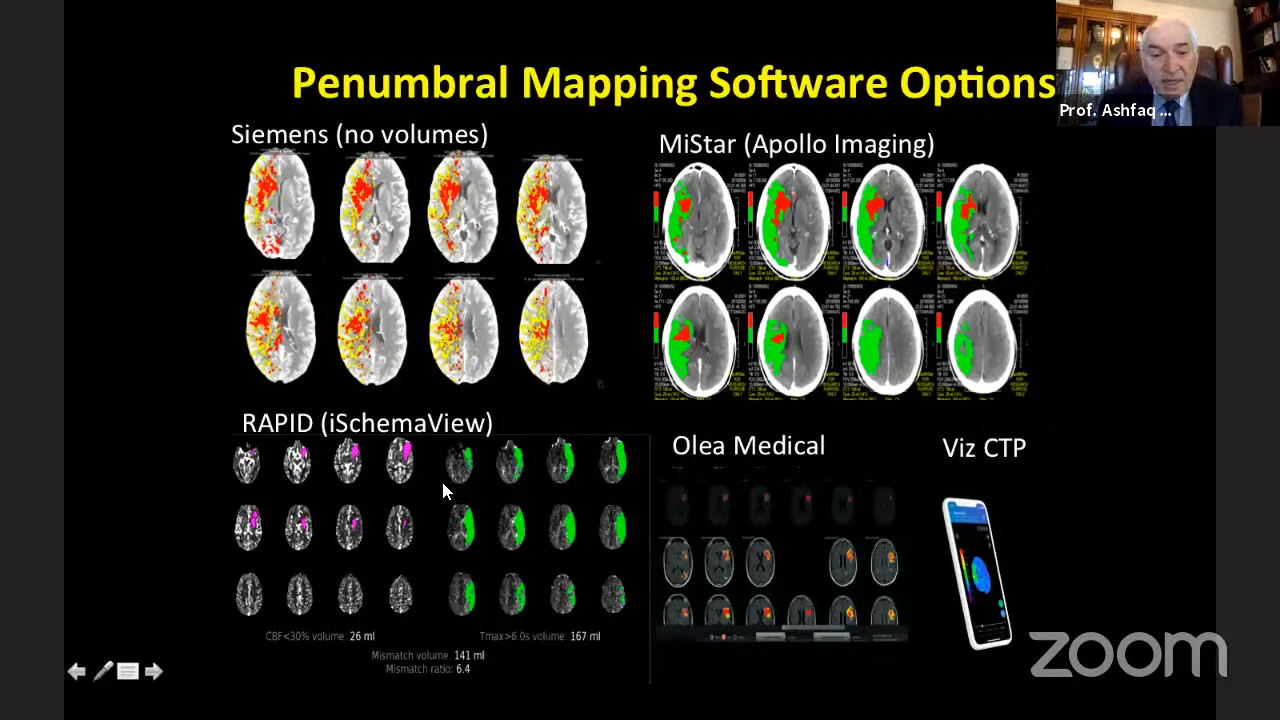 Penumbral Mapping Software Options
Prof. Ashfaq ...
Siemens (no volumes)
MiStar (Apollo Imaging)
RAPID (iSchemaView)
Olea Medical
Viz CTP
CBF<30% volume: 26 ml
Tmax>6.0s volume: 167 ml
Mismatch volume: 141 ml
Mismatch ratio: 6.4
zoom